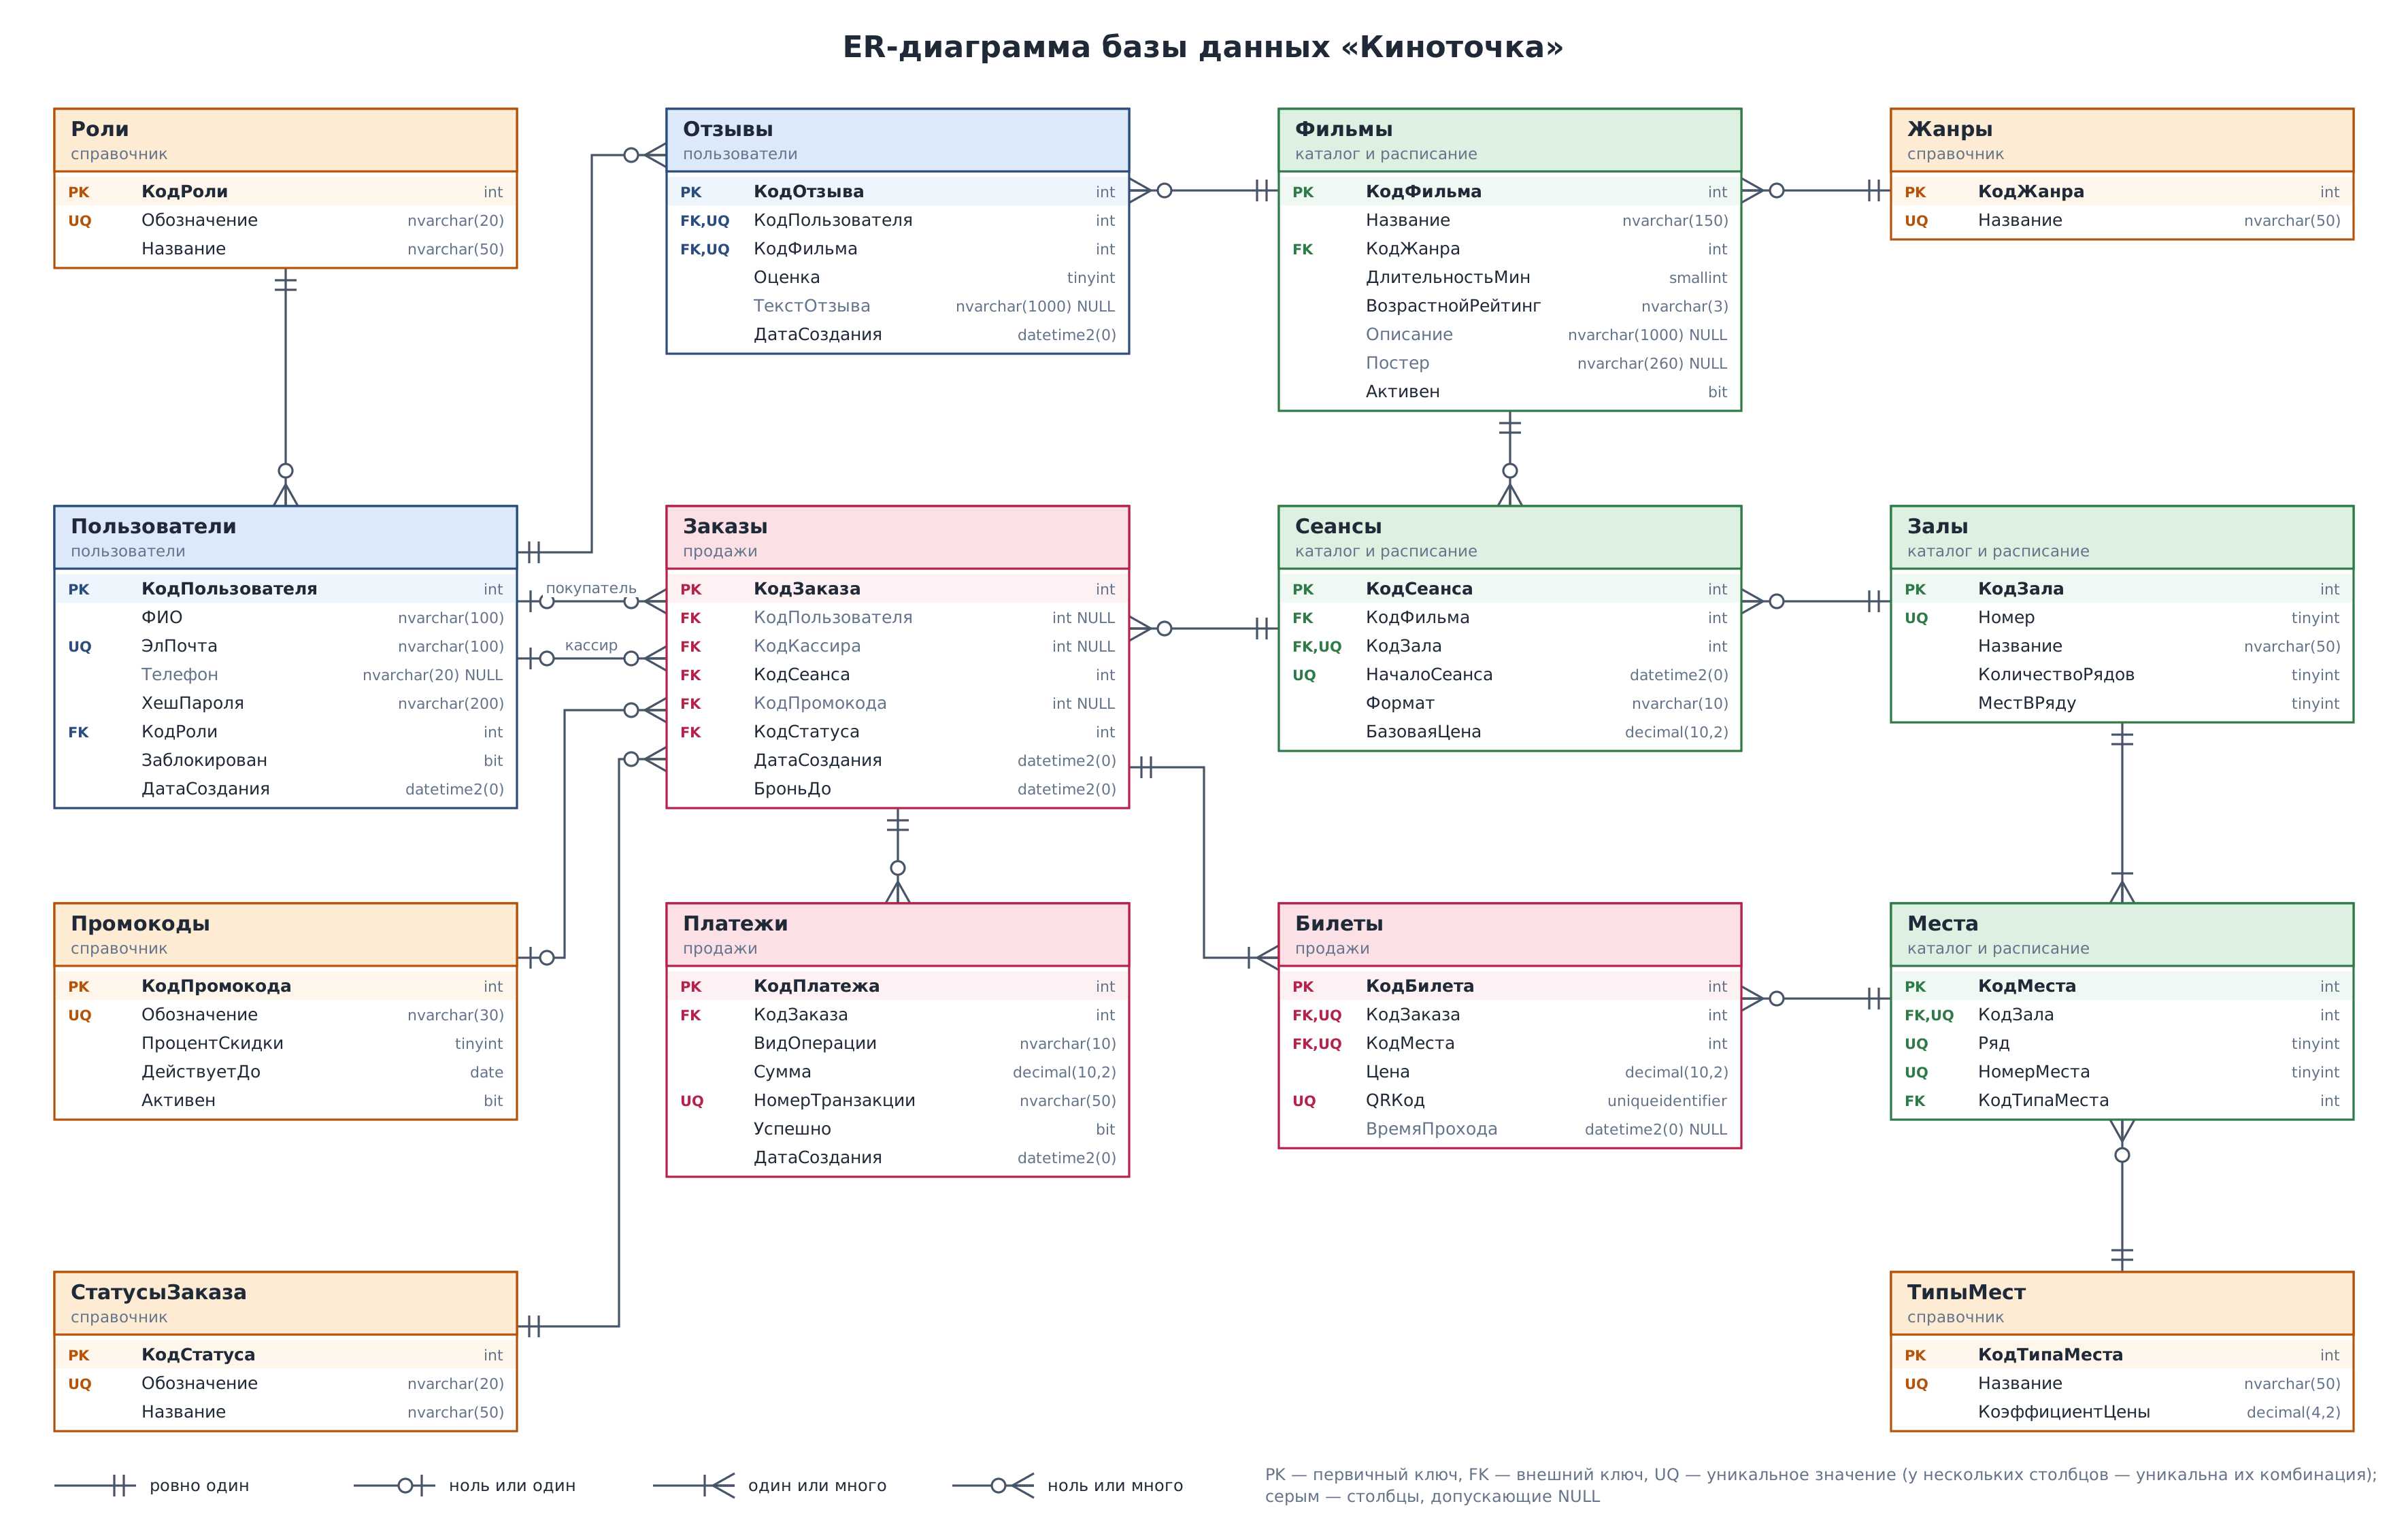 ER-диаграмма базы данных «Киноточка»
Роли
справочник
PK КодРоли int
UQ Обозначение nvarchar(20)
Название nvarchar(50)
Отзывы
пользователи
PK КодОтзыва int
FK,UQ КодПользователя int
FK,UQ КодФильма int
Оценка tinyint
ТекстОтзыва nvarchar(1000) NULL
ДатаСоздания datetime2(0)
Фильмы
каталог и расписание
PK КодФильма int
Название nvarchar(150)
FK КодЖанра int
ДлительностьМин smallint
ВозрастнойРейтинг nvarchar(3)
Описание nvarchar(1000) NULL
Постер nvarchar(260) NULL
Активен bit
Жанры
справочник
PK КодЖанра int
UQ Название nvarchar(50)
Пользователи
пользователи
PK КодПользователя int
ФИО nvarchar(100)
UQ ЭлПочта nvarchar(100)
Телефон nvarchar(20) NULL
ХешПароля nvarchar(200)
FK КодРоли int
Заблокирован bit
ДатаСоздания datetime2(0)
покупатель
кассир
Заказы
продажи
PK КодЗаказа int
FK КодПользователя int NULL
FK КодКассира int NULL
FK КодСеанса int
FK КодПромокода int NULL
FK КодСтатуса int
ДатаСоздания datetime2(0)
БроньДо datetime2(0)
Сеансы
каталог и расписание
PK КодСеанса int
FK КодФильма int
FK,UQ КодЗала int
UQ НачалоСеанса datetime2(0)
Формат nvarchar(10)
БазоваяЦена decimal(10,2)
Залы
каталог и расписание
PK КодЗала int
UQ Номер tinyint
Название nvarchar(50)
КоличествоРядов tinyint
МестВРяду tinyint
Промокоды
справочник
PK КодПромокода int
UQ Обозначение nvarchar(30)
ПроцентСкидки tinyint
ДействуетДо date
Активен bit
Платежи
продажи
PK КодПлатежа int
FK КодЗаказа int
ВидОперации nvarchar(10)
Сумма decimal(10,2)
UQ НомерТранзакции nvarchar(50)
Успешно bit
ДатаСоздания datetime2(0)
Билеты
продажи
PK КодБилета int
FK,UQ КодЗаказа int
FK,UQ КодМеста int
Цена decimal(10,2)
UQ QRКод uniqueidentifier
ВремяПрохода datetime2(0) NULL
Места
каталог и расписание
PK КодМеста int
FK,UQ КодЗала int
UQ Ряд tinyint
UQ НомерМеста tinyint
FK КодТипаМеста int
СтатусыЗаказа
справочник
PK КодСтатуса int
UQ Обозначение nvarchar(20)
Название nvarchar(50)
ТипыМест
справочник
PK КодТипаМеста int
UQ Название nvarchar(50)
КоэффициентЦены decimal(4,2)
ровно один
ноль или один
один или много
ноль или много
PK — первичный ключ, FK — внешний ключ, UQ — уникальное значение (у нескольких столбцов — уникальна их комбинация);
серым — столбцы, допускающие NULL